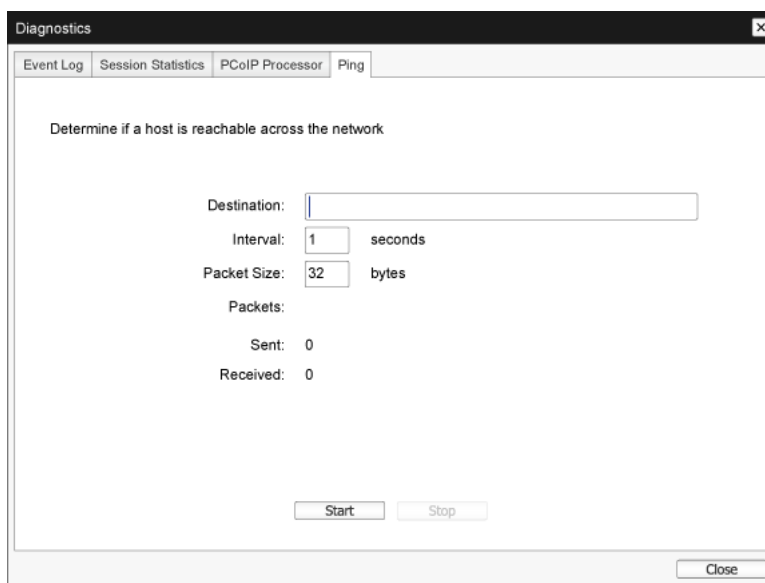 Diagnostics
Event Log Session Statistics PCoIP Processor Ping
Determine if a host is reachable across the network
Destination:
Interval: 1 seconds
Packet Size: 32 bytes
Packets:
Sent: 0
Received: 0
Start Stop
Close